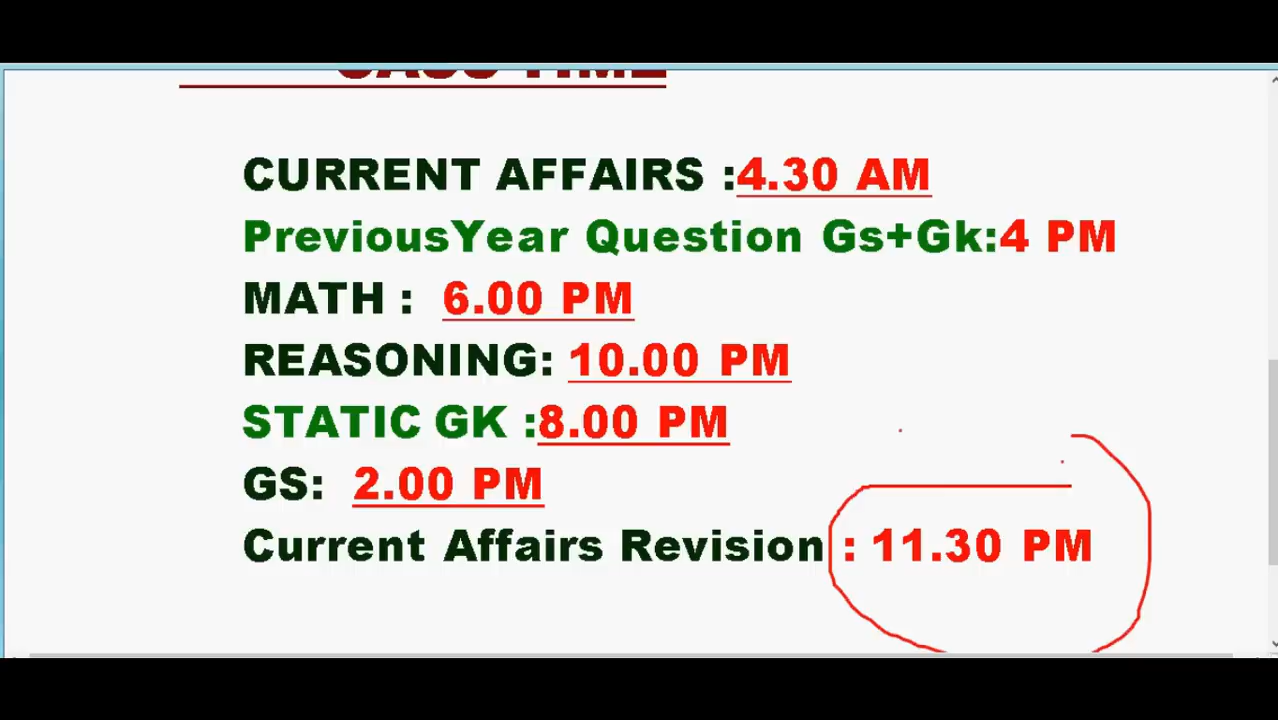 CURRENT AFFAIRS :4.30 AM
PreviousYear Question Gs+Gk:4 PM
MATH : 6.00 PM
REASONING: 10.00 PM
STATIC GK :8.00 PM
GS: 2.00 PM
Current Affairs Revision : 11.30 PM